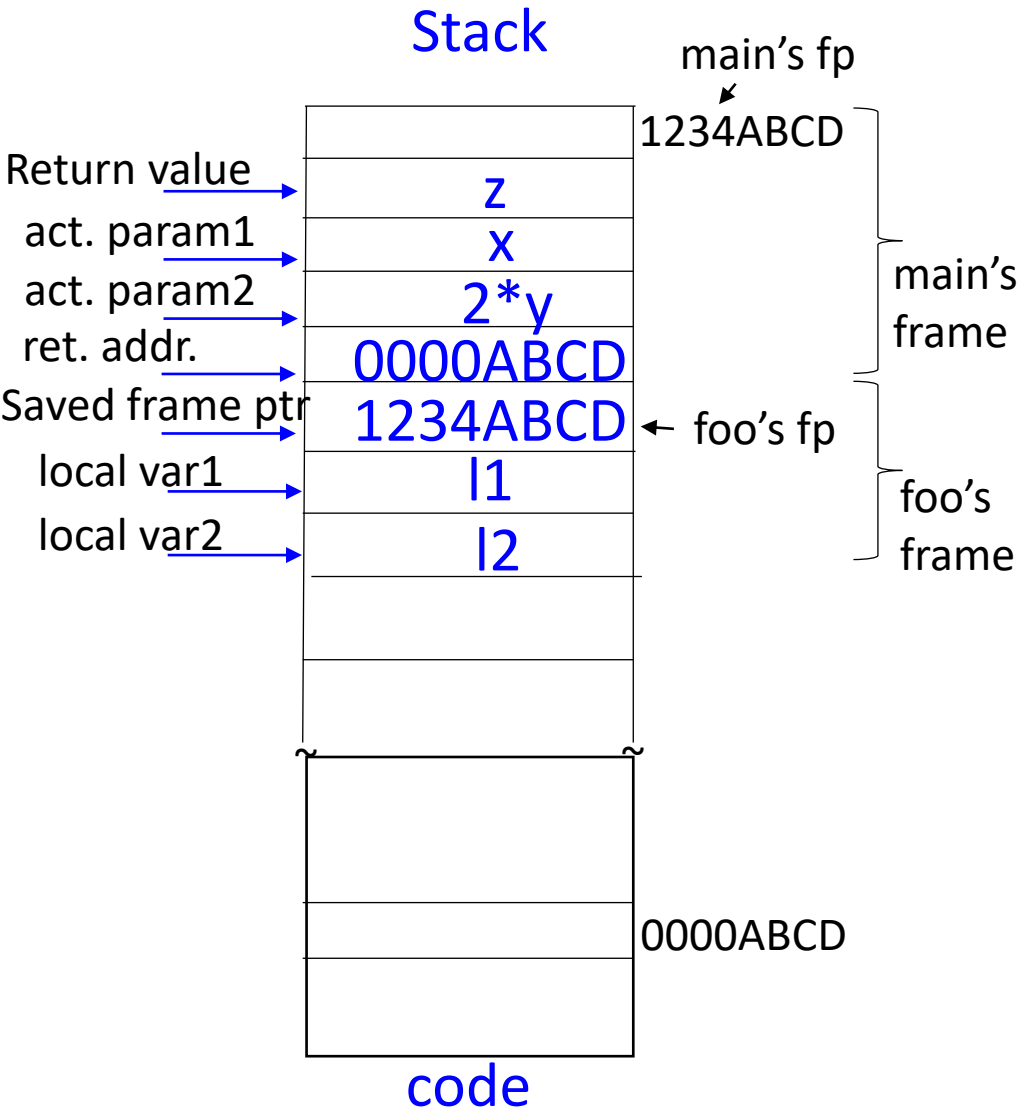 Stack
main's fp
1234ABCD
Return value
z
act. param1
x
act. param2
2*y
main's
frame
ret. addr.
0000ABCD
Saved frame ptr
1234ABCD
foo's fp
local var1
l1
foo's
frame
local var2
l2
~
~
0000ABCD
code